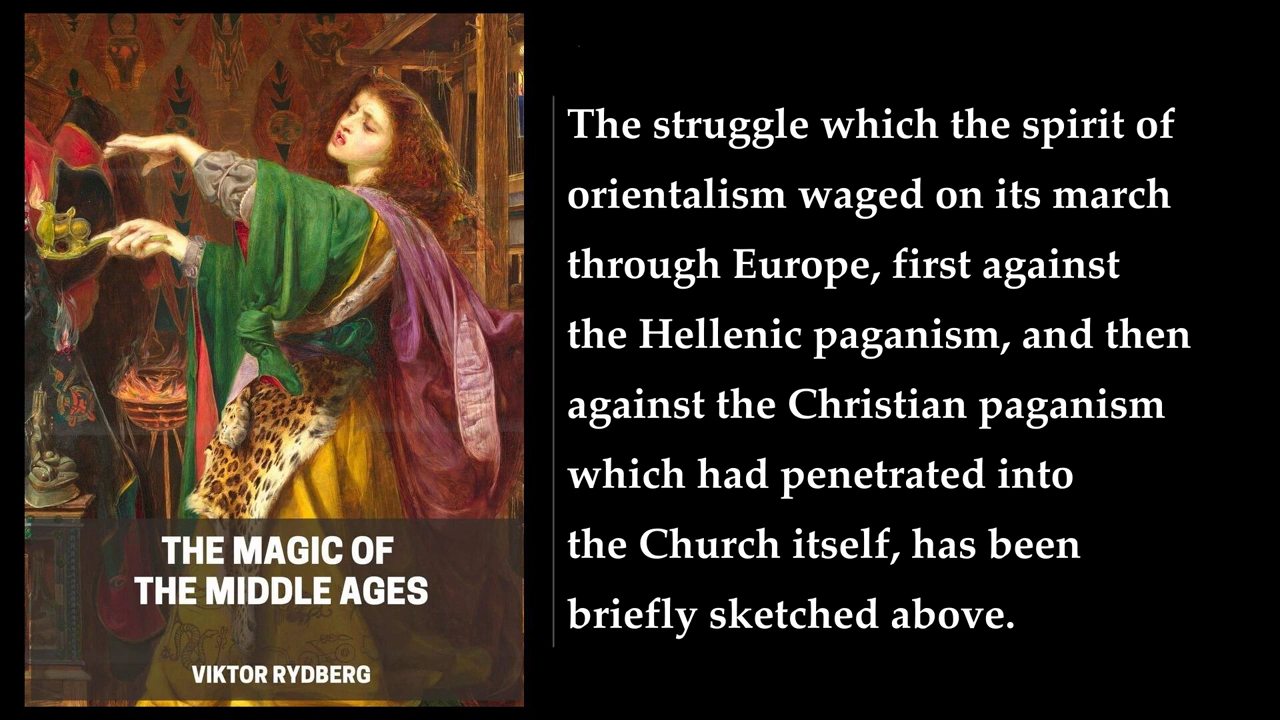 THE MAGIC OF
THE MIDDLE AGES
VIKTOR RYDBERG
The struggle which the spirit of
orientalism waged on its march
through Europe, first against
the Hellenic paganism, and then
against the Christian paganism
which had penetrated into
the Church itself, has been
briefly sketched above.